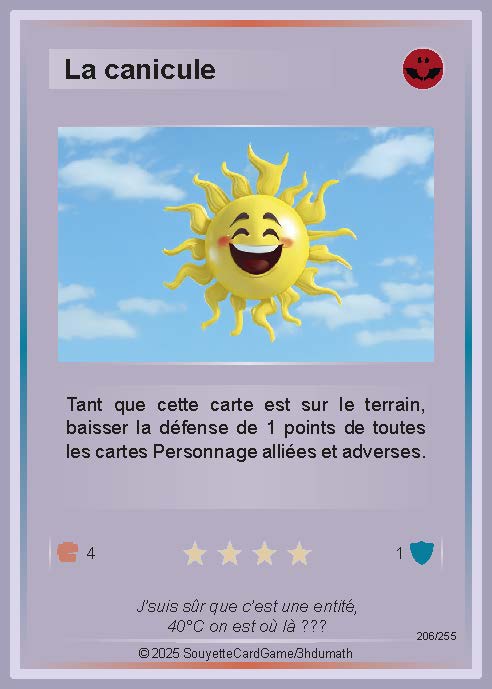 La canicule
Tant que cette carte est sur le terrain,
baisser la défense de 1 points de toutes
les cartes Personnage alliées et adverses.
4
1
J'suis sûr que c'est une entité,
40°C on est où là ???
206/255
© 2025 SouyetteCardGame/3hdumath